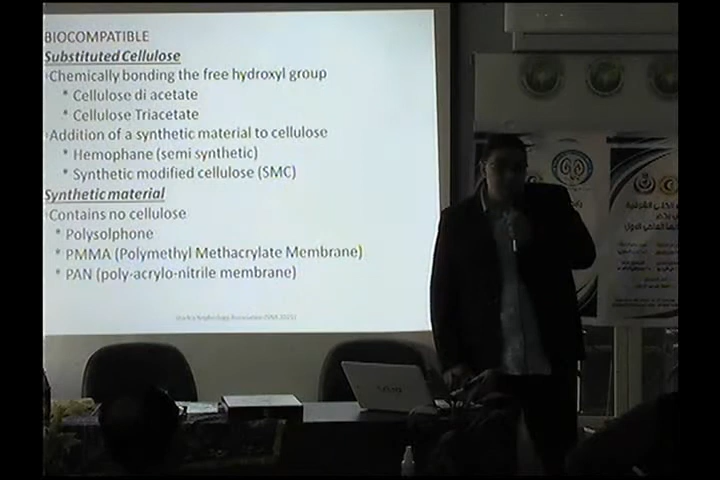 BIOCOMPATIBLE
Substituted Cellulose
Chemically bonding the free hydroxyl group
* Cellulose di acetate
* Cellulose Triacetate
Addition of a synthetic material to cellulose
* Hemophane (semi synthetic)
* Synthetic modified cellulose (SMC)
Synthetic material
Contains no cellulose
* Polysolphone
* PMMA (Polymethyl Methacrylate Membrane)
* PAN (poly-acrylo-nitrile membrane)
Nephrology Association